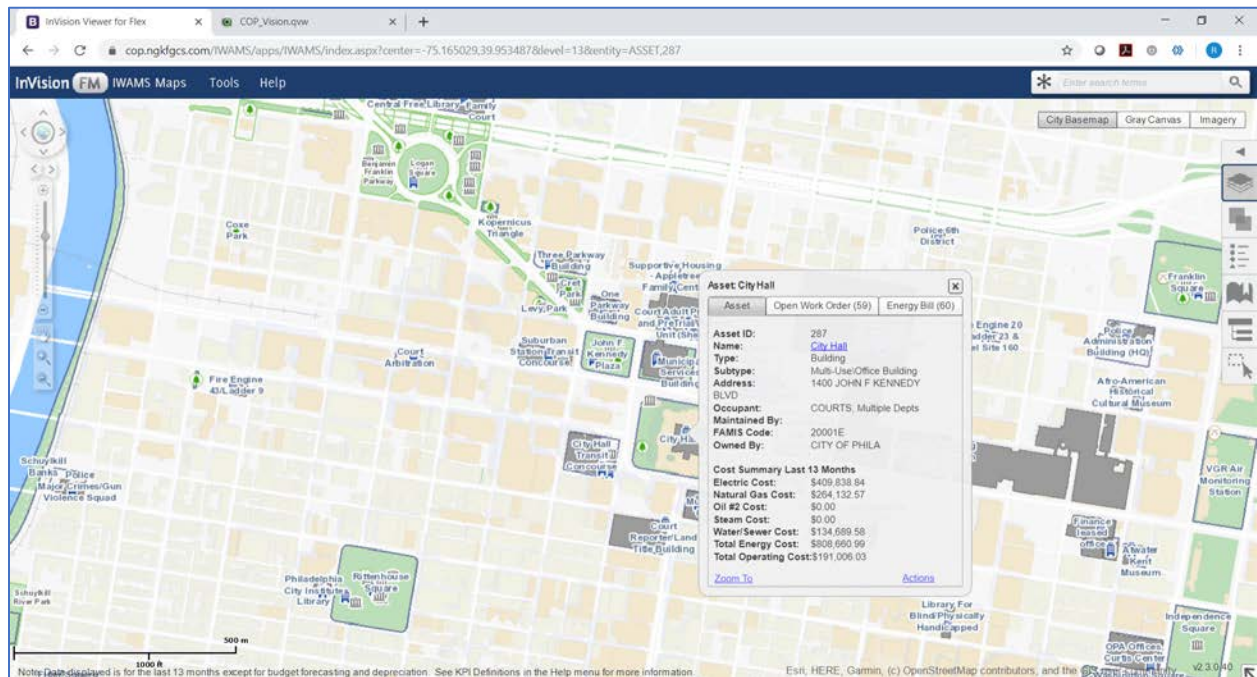 InVision Viewer for Flex
COP_Vision.qvw
cop.ngkfgcs.com/IWAMS/apps/IWAMS/index.aspx?center=-75.165029,39.953487&level=13&entity=ASSET,287
InVision FM IWAMS Maps Tools Help
Enter search terms
City Basemap Gray Canvas Imagery
Central Free Library Family
Court
Benjamin
Franklin
Parkway
Logan
Square
Kopernicus
Triangle
Coxe
Park
Police 6th
District
Three Parkway
Building
Supportive Housing
- Appletree
Family Cent
Cret
Park
One
Parkway
Building
Levy Park
Court Adult P
and PreTrial
Unit (She
Franklin
Square
Suburban
Station Transit
Concourse
John F
Kennedy
Plaza
Municip
Services
Building
Court
Arbitration
Engine 20
adder 23 &
el Site 160
Police
Administration
Building (HQ)
Fire Engine
43/Ladder 9
Afro-American
Historical
Cultural Museum
City Ha
City Hall
Transit
Concourse
Schuylkill
Banks
Police
Major Crimes/Gun
Violence Squad
VGR Air
Monitoring
Station
Court
Reporter/Land
Title Building
Finance
leased
office
Atwater
Kent
Museum
Philadelphia
City Institute
Library
Rittenhouse
Square
Schuylkill
River Park
Library For
Blind/Physically
Handicapped
Independence
Square
OPA Offices,
Curtis Center
Asset: City Hall
Asset Open Work Order (59) Energy Bill (60)
Asset ID: 287
Name: City Hall
Type: Building
Subtype: Multi-Use\Office Building
Address: 1400 JOHN F KENNEDY
BLVD
Occupant: COURTS, Multiple Depts
Maintained By:
FAMIS Code: 20001E
Owned By: CITY OF PHILA
Cost Summary Last 13 Months
Electric Cost: $409,838.84
Natural Gas Cost: $264,132.57
Oil #2 Cost: $0.00
Steam Cost: $0.00
Water/Sewer Cost: $134,689.58
Total Energy Cost: $808,660.99
Total Operating Cost:$191,006.03
Zoom To Actions
500 m
1000 ft
Note: Data displayed is for the last 13 months except for budget forecasting and depreciation. See KPI Definitions in the Help menu for more information
Esri, HERE, Garmin, (c) OpenStreetMap contributors, and the GIS user community
v2.3.0.40